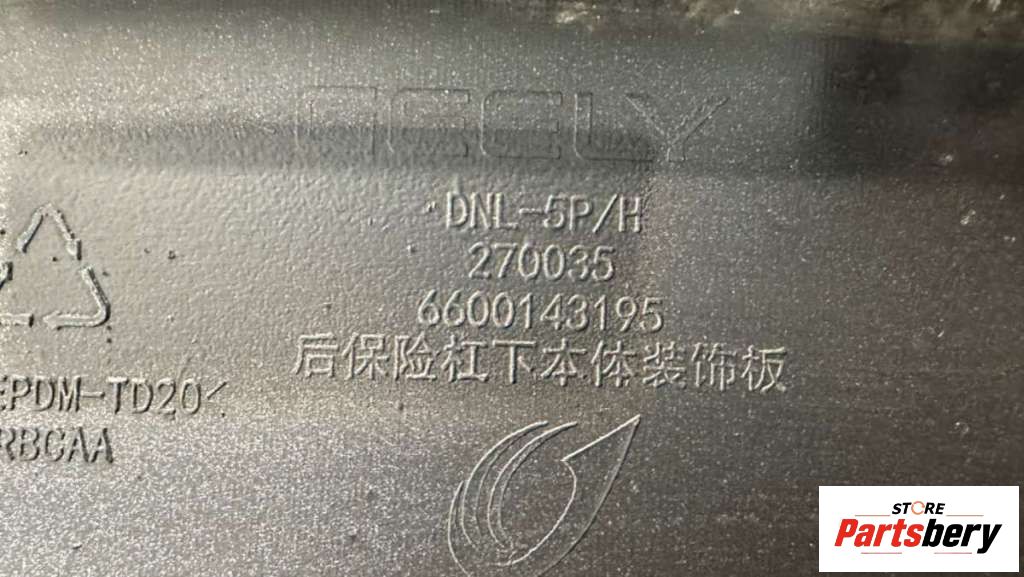 GEELY
DNL-5P/H
270035
6600143195
后保险杠下本体装饰板
EPDM-TD20<
RBCAA
STORE
Partsbery